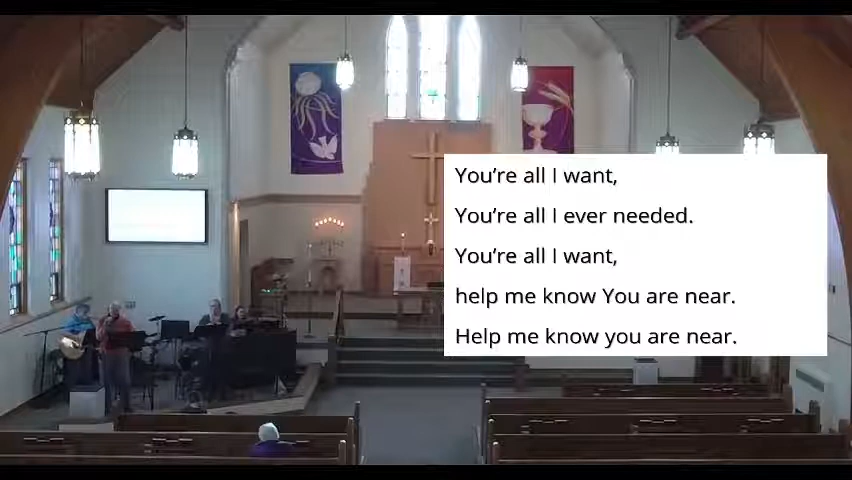 You're all I want,
You're all I ever needed.
You're all I want,
help me know You are near.
Help me know you are near.